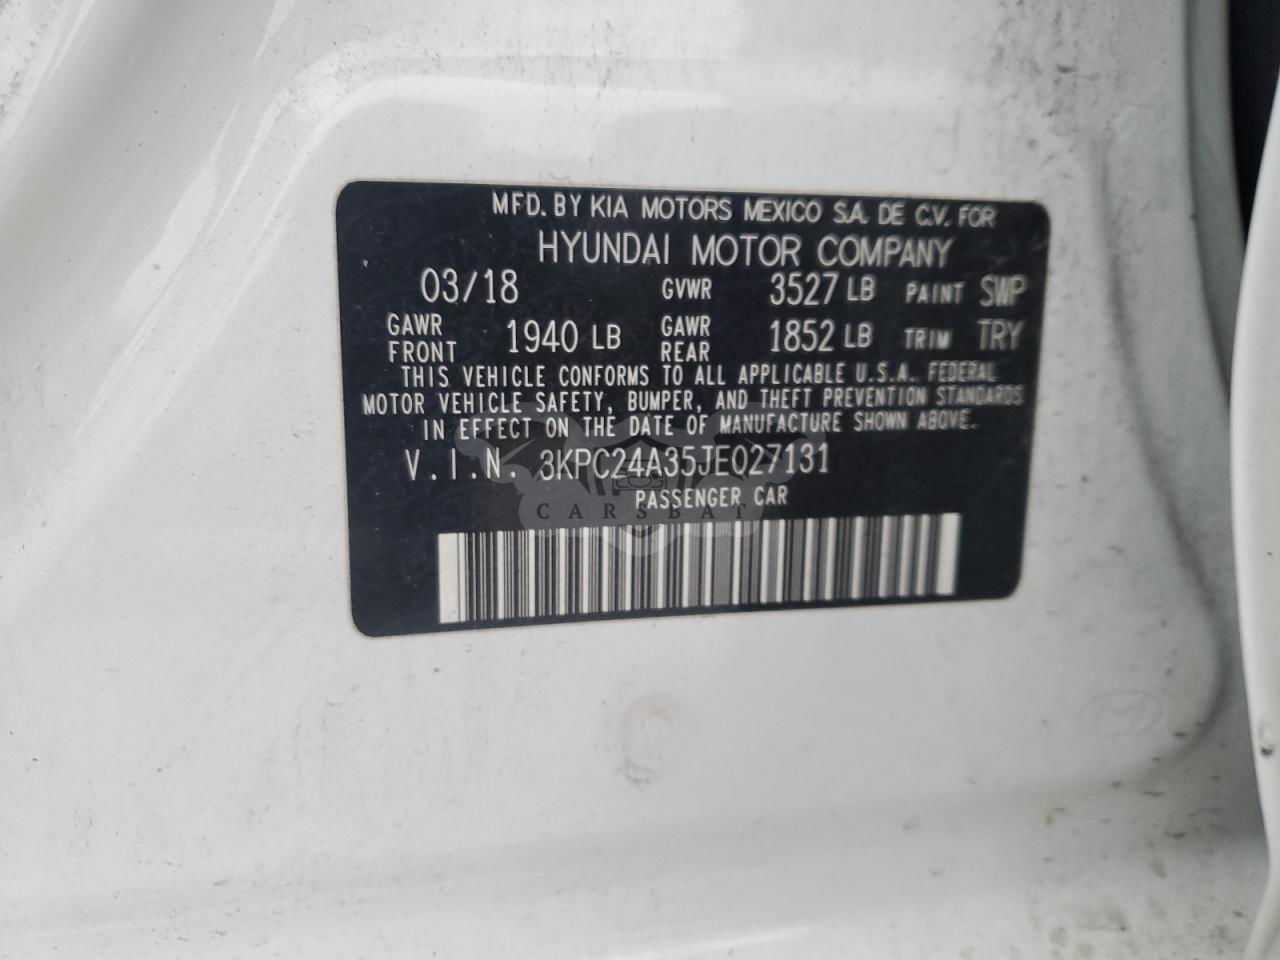 MFD. BY KIA MOTORS MEXICO S.A. DE C.V. FOR
HYUNDAI MOTOR COMPANY
03/18 GVWR 3527 LB PAINT SWP
GAWR FRONT 1940 LB GAWR REAR 1852 LB TRIM TRY
THIS VEHICLE CONFORMS TO ALL APPLICABLE U.S.A. FEDERAL
MOTOR VEHICLE SAFETY, BUMPER, AND THEFT PREVENTION STANDARDS
IN EFFECT ON THE DATE OF MANUFACTURE SHOWN ABOVE.
V.I.N. 3KPC24A35JE027131
PASSENGER CAR
CARSBAT